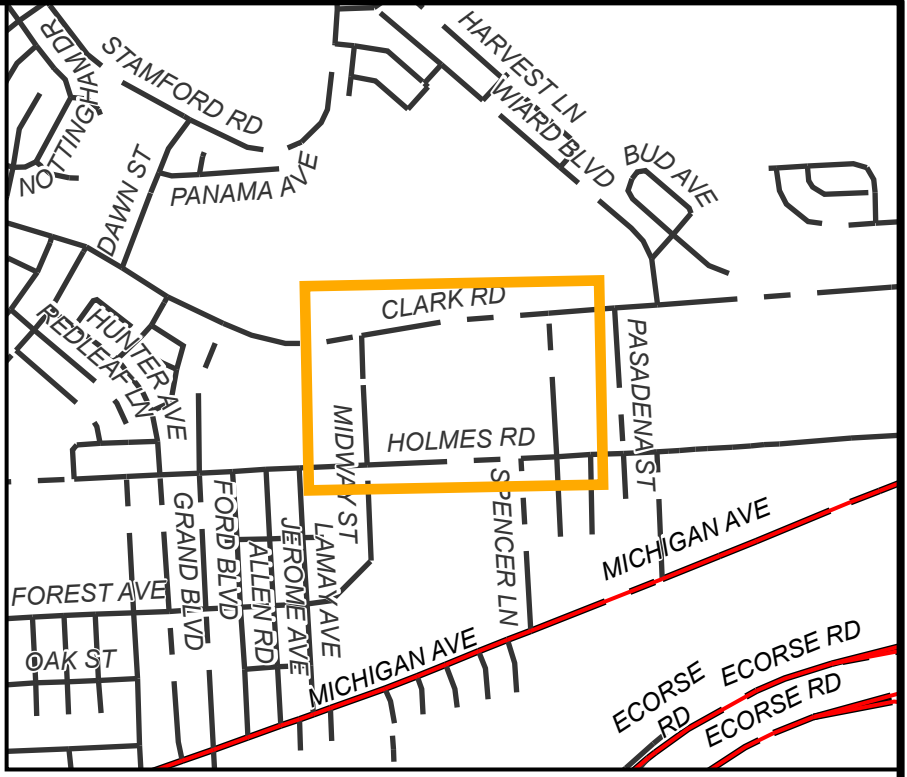 HARVEST LN
STAMFORD RD
NOTTINGHAM DR
WIARD BLVD
BUD AVE
DAWN ST
PANAMA AVE
CLARK RD
REDLEAF LN
HUNTER AVE
PASADENA ST
MIDWAY ST
HOLMES RD
SPENCER LN
GRAND BLVD
FORD BLVD
ALLEN RD
JEROME AVE
LAMAY AVE
MICHIGAN AVE
FOREST AVE
OAK ST
MICHIGAN AVE
ECORSE
RD
ECORSE RD
ECORSE RD